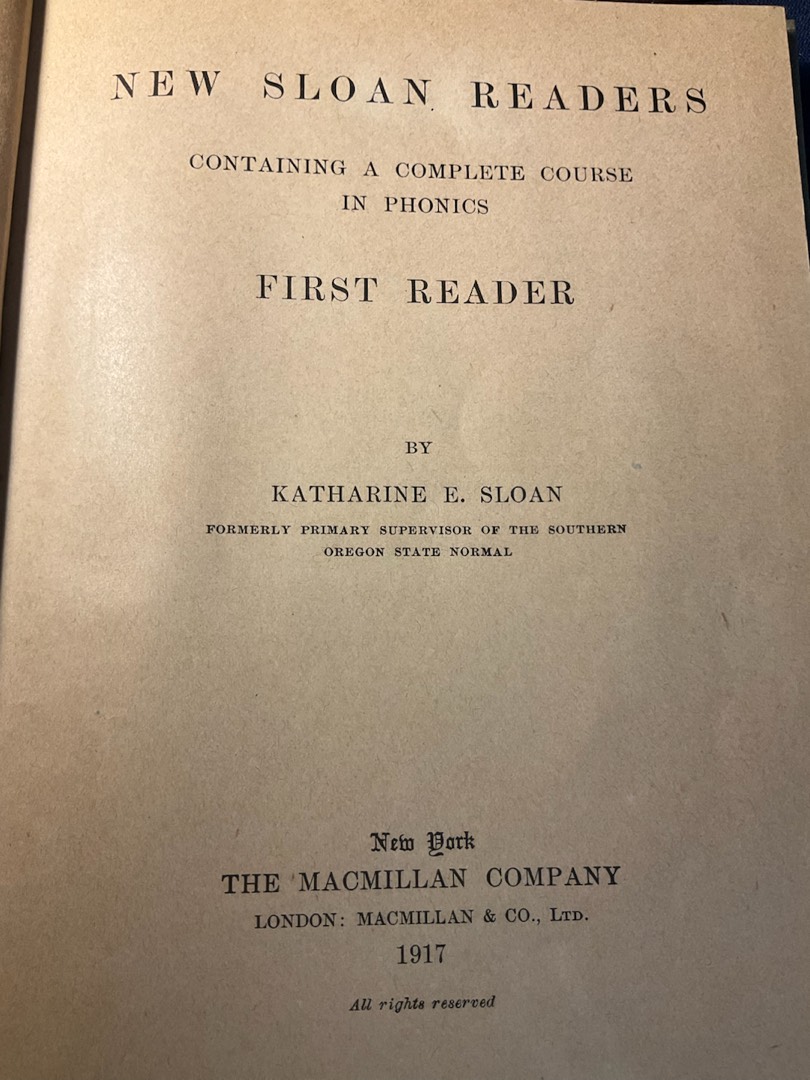 NEW SLOAN READERS
CONTAINING A COMPLETE COURSE
IN PHONICS
FIRST READER
BY
KATHARINE E. SLOAN
FORMERLY PRIMARY SUPERVISOR OF THE SOUTHERN
OREGON STATE NORMAL
New York
THE MACMILLAN COMPANY
LONDON: MACMILLAN & CO., LTD.
1917
All rights reserved